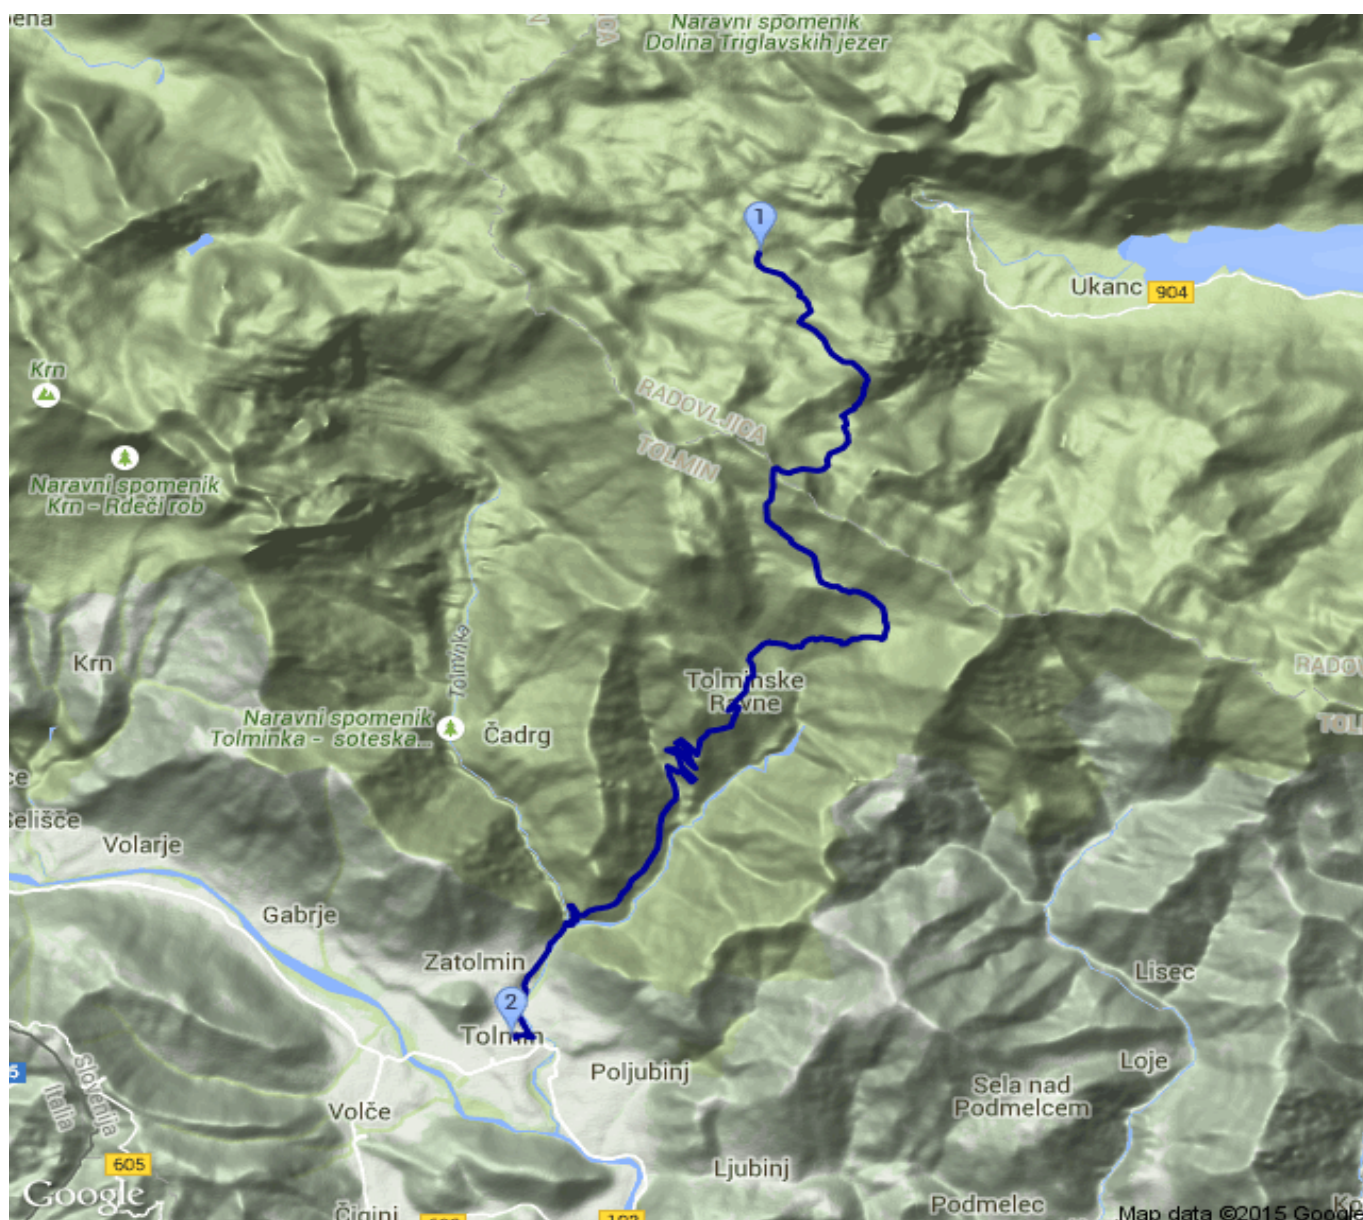 Naravni spomenik
Dolina Triglavskih jezer
1
Ukanc
904
Krn
RADOVLJICA
TOLMIN
Naravni spomenik
Krn - Rdeči rob
Tolminka
Krn
Tolminske
Ravne
Naravni spomenik
Tolminka - soteska...
Čadrg
Volarje
Gabrje
Zatolmin
Lisec
2
Tolmin
Poljubinj
Loje
Sela nad
Podmelcem
Slovenija
Italia
Volče
605
Ljubinj
Google
Čiginj
Podmelec
Map data ©2015 Google